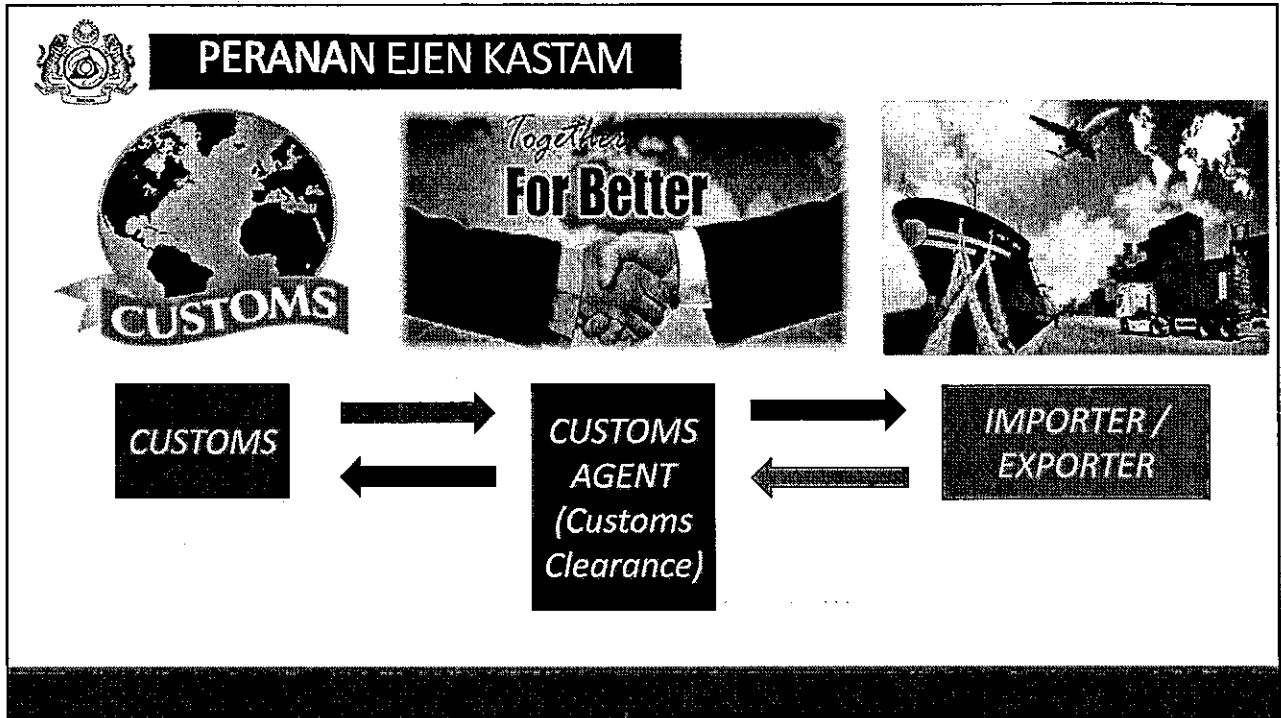 PERANAN EJEN KASTAM
CUSTOMS
Together
For Better
CUSTOMS
CUSTOMS
AGENT
(Customs
Clearance)
IMPORTER /
EXPORTER